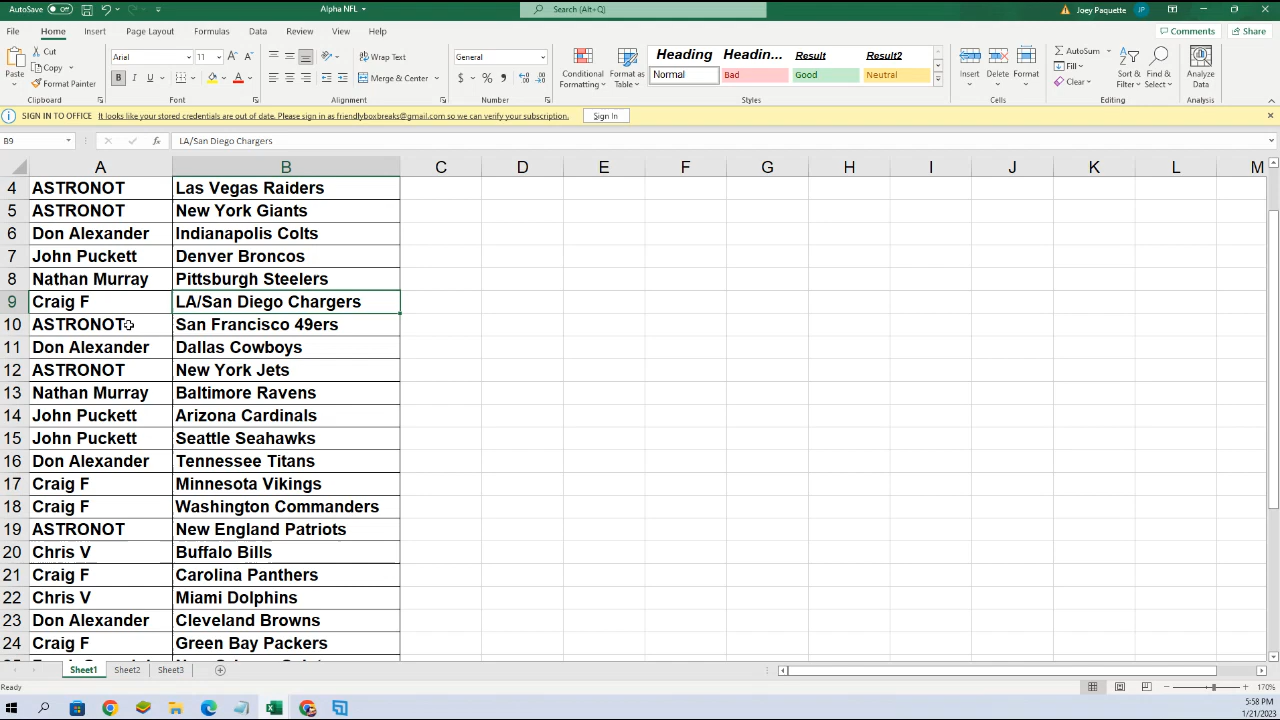 AutoSave Off Alpha NFL Search (Alt+Q) Joey Paquette JP
File Home Insert Page Layout Formulas Data Review View Help Comments Share
Paste Cut Copy Format Painter Clipboard
Arial 11 Font
Wrap Text Merge & Center Alignment
General Number
Conditional Formatting Format as Table
Heading Headin... Result Result2
Normal Bad Good Neutral
Styles
Insert Delete Format Cells
AutoSum Fill Clear Sort & Filter Find & Select Editing
Analyze Data Analysis
SIGN IN TO OFFICE It looks like your stored credentials are out of date. Please sign in as friendlyboxbreaks@gmail.com so we can verify your subscription. Sign In
B9 fx LA/San Diego Chargers
A B C D E F G H I J K L M
4 ASTRONOT Las Vegas Raiders
5 ASTRONOT New York Giants
6 Don Alexander Indianapolis Colts
7 John Puckett Denver Broncos
8 Nathan Murray Pittsburgh Steelers
9 Craig F LA/San Diego Chargers
10 ASTRONOT San Francisco 49ers
11 Don Alexander Dallas Cowboys
12 ASTRONOT New York Jets
13 Nathan Murray Baltimore Ravens
14 John Puckett Arizona Cardinals
15 John Puckett Seattle Seahawks
16 Don Alexander Tennessee Titans
17 Craig F Minnesota Vikings
18 Craig F Washington Commanders
19 ASTRONOT New England Patriots
20 Chris V Buffalo Bills
21 Craig F Carolina Panthers
22 Chris V Miami Dolphins
23 Don Alexander Cleveland Browns
24 Craig F Green Bay Packers
Sheet1 Sheet2 Sheet3
Ready 170%
5:58 PM
1/21/2023